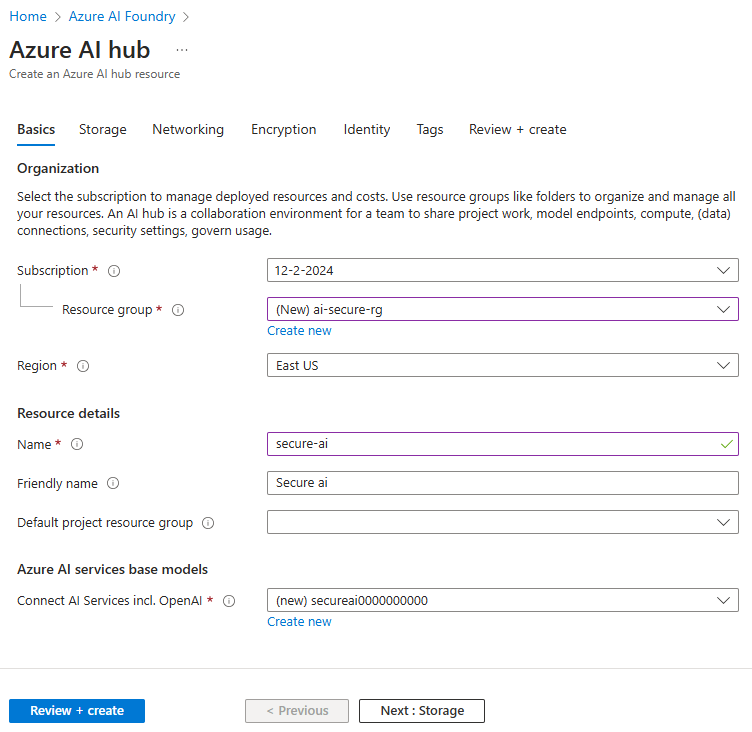 Home > Azure AI Foundry >
Azure AI hub ...
Create an Azure AI hub resource
Basics Storage Networking Encryption Identity Tags Review + create
Organization
Select the subscription to manage deployed resources and costs. Use resource groups like folders to organize and manage all
your resources. An AI hub is a collaboration environment for a team to share project work, model endpoints, compute, (data)
connections, security settings, govern usage.
Subscription * 12-2-2024
Resource group * (New) ai-secure-rg
Create new
Region * East US
Resource details
Name * secure-ai
Friendly name Secure ai
Default project resource group
Azure AI services base models
Connect AI Services incl. OpenAI * (new) secureai0000000000
Create new
Review + create < Previous Next : Storage